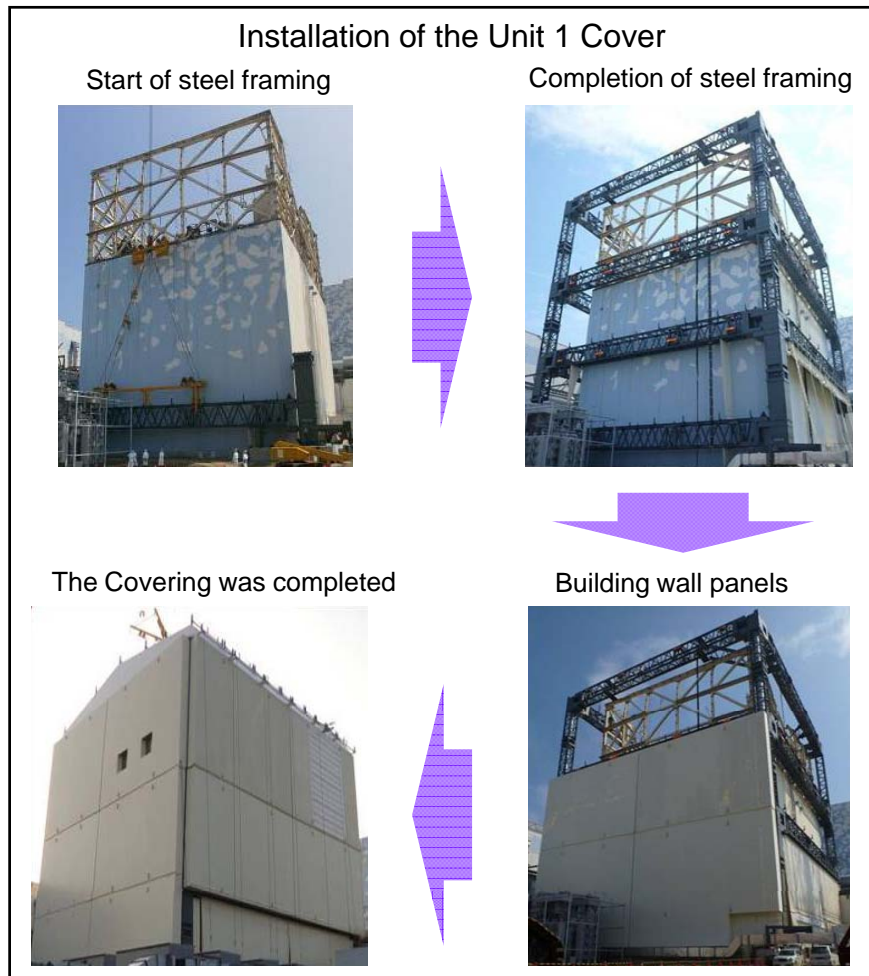 Installation of the Unit 1 Cover
Start of steel framing
Completion of steel framing
Building wall panels
The Covering was completed